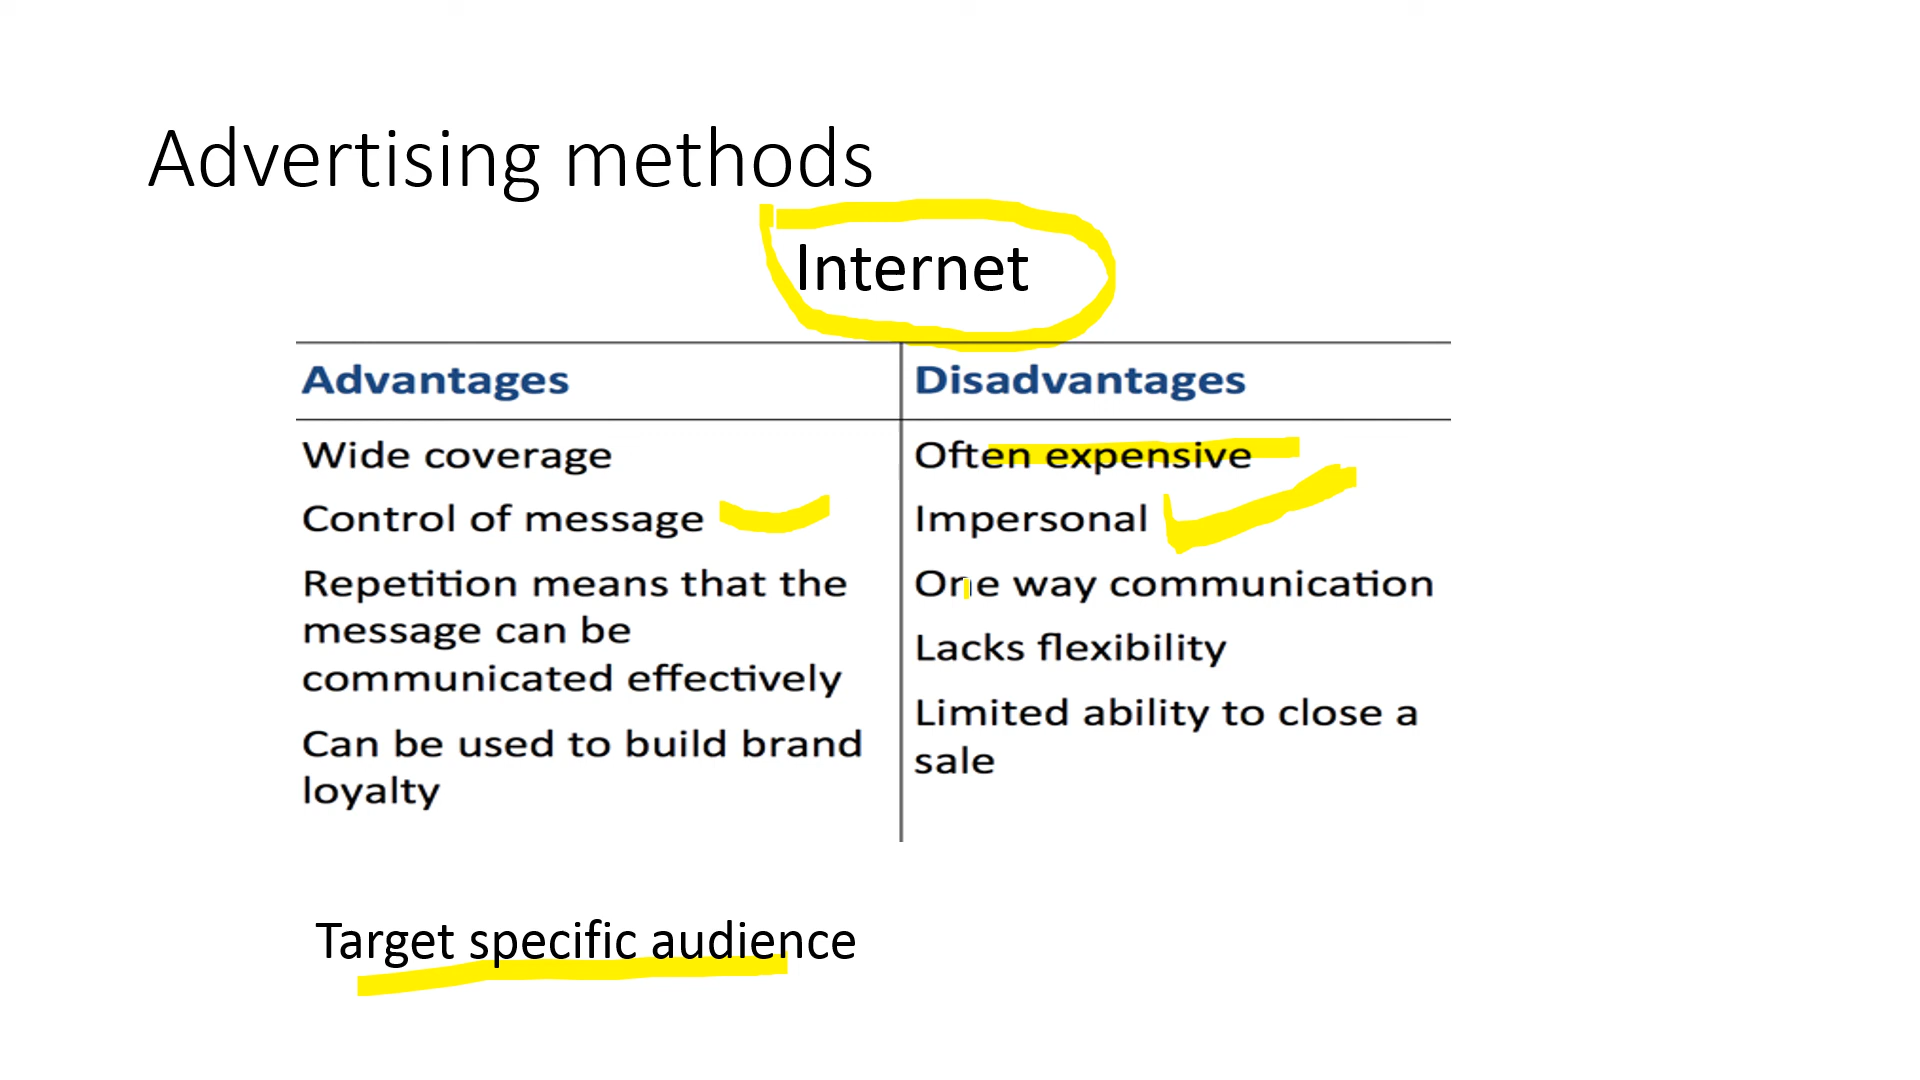 Advertising methods
Internet
Advantages
Wide coverage
Control of message
Repetition means that the
message can be
communicated effectively
Can be used to build brand
loyalty
Disadvantages
Often expensive
Impersonal
One way communication
Lacks flexibility
Limited ability to close a
sale
Target specific audience